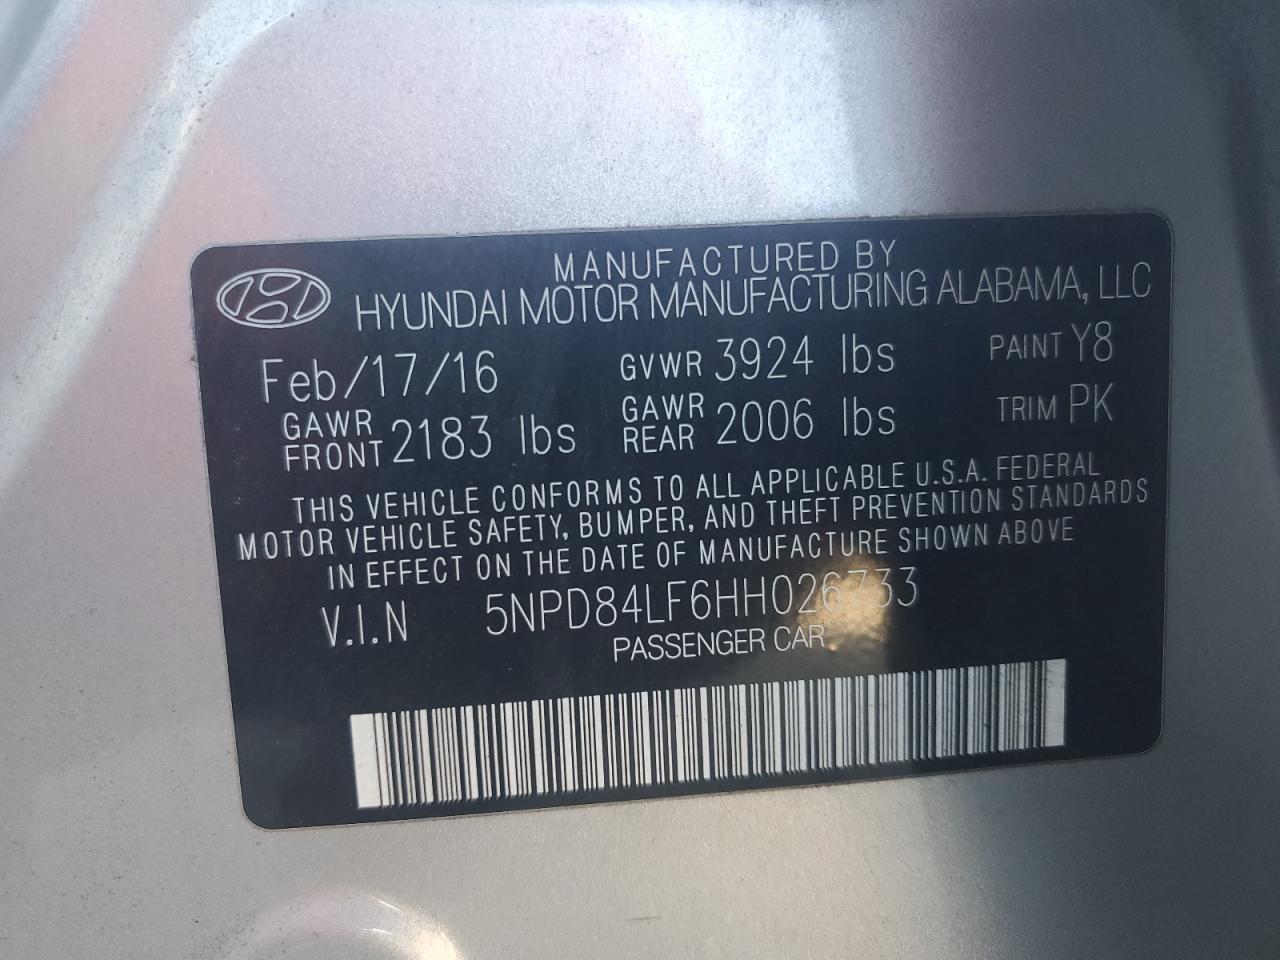 MANUFACTURED BY
HYUNDAI MOTOR MANUFACTURING ALABAMA, LLC
Feb/17/16 GVWR 3924 lbs PAINT Y8
GAWR FRONT 2183 lbs GAWR REAR 2006 lbs TRIM PK
THIS VEHICLE CONFORMS TO ALL APPLICABLE U.S.A. FEDERAL
MOTOR VEHICLE SAFETY, BUMPER, AND THEFT PREVENTION STANDARDS
IN EFFECT ON THE DATE OF MANUFACTURE SHOWN ABOVE
V.I.N 5NPD84LF6HH026733
PASSENGER CAR